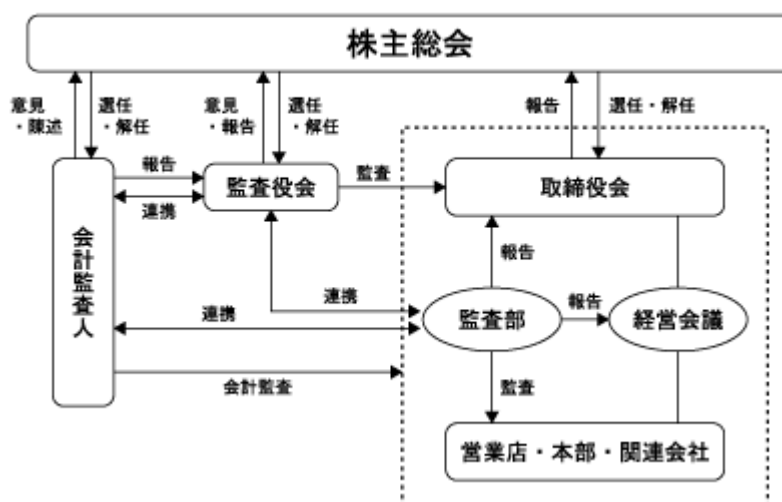 株主総会
意見
・陳述
選任
・解任
意見
・報告
選任
・解任
報告
選任・解任
報告
連携
監査役会
監査
取締役会
会計監査人
報告
連携
連携
監査部
報告
経営会議
会計監査
監査
営業店・本部・関連会社